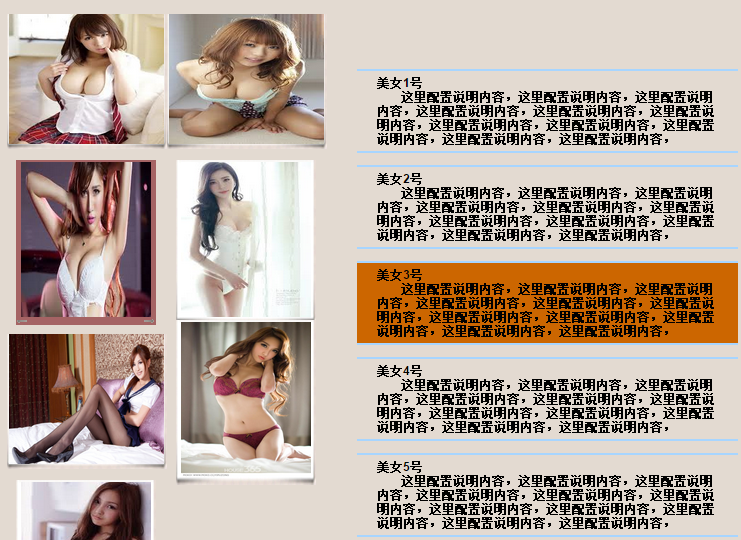 美女1号
这里配置说明内容，这里配置说明内容，这里配置说明
内容，这里配置说明内容，这里配置说明内容，这里配置
说明内容，这里配置说明内容，这里配置说明内容，这里
配置说明内容，这里配置说明内容，这里配置说明内容，
美女2号
这里配置说明内容，这里配置说明内容，这里配置说明
内容，这里配置说明内容，这里配置说明内容，这里配置
说明内容，这里配置说明内容，这里配置说明内容，这里配置
说明内容，这里配置说明内容，这里配置说明内容，
美女3号
这里配置说明内容，这里配置说明内容，这里配置说明
内容，这里配置说明内容，这里配置说明内容，这里配置
说明内容，这里配置说明内容，这里配置说明内容，这里配置
说明内容，这里配置说明内容，这里配置说明内容，
美女4号
这里配置说明内容，这里配置说明内容，这里配置说明
内容，这里配置说明内容，这里配置说明内容，这里配置
说明内容，这里配置说明内容，这里配置说明内容，这里配置
说明内容，这里配置说明内容，这里配置说明内容，
美女5号
这里配置说明内容，这里配置说明内容，这里配置说明
内容，这里配置说明内容，这里配置说明内容，这里配置
说明内容，这里配置说明内容，这里配置说明内容，这里配置
说明内容，这里配置说明内容，这里配置说明内容，